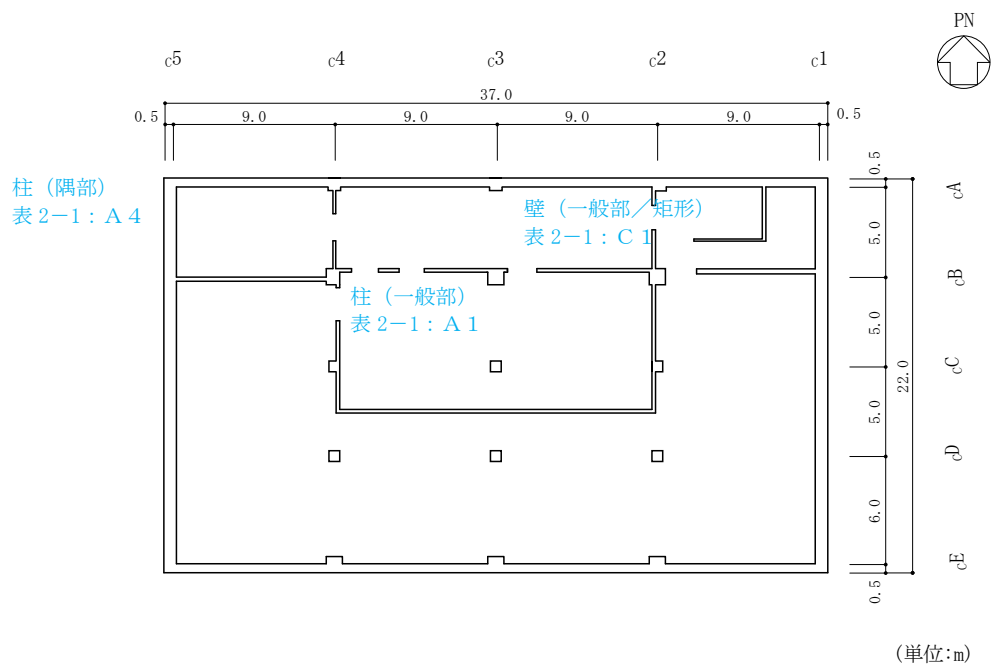 PN
c5 c4 c3 c2 c1
37.0
0.5 9.0 9.0 9.0 9.0 0.5
柱（隅部）
表2-1：A4
壁（一般部／矩形）
表2-1：C1
柱（一般部）
表2-1：A1
0.5
cA
5.0
cB
5.0
cC
22.0
5.0
cD
6.0
cE
0.5
(単位:m)